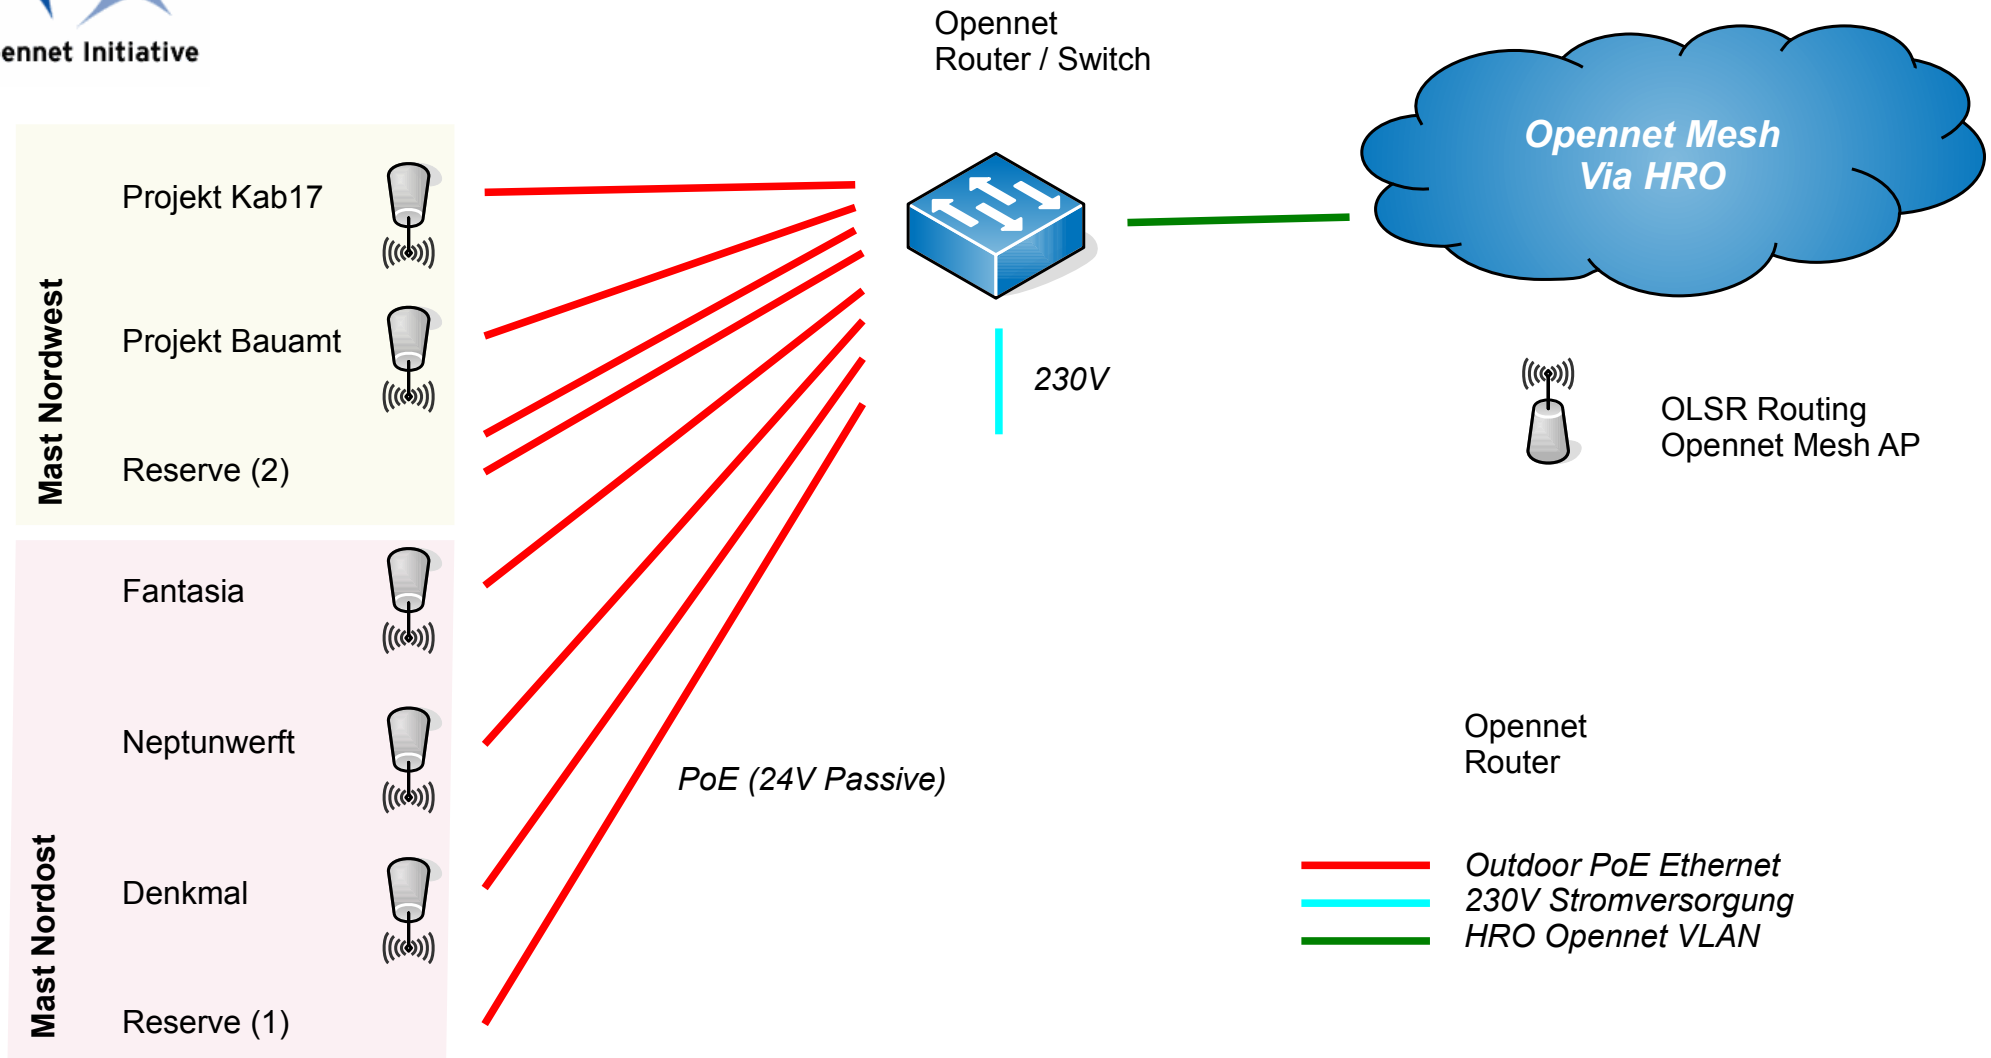 ennet Initiative
Opennet
Router / Switch
Opennet Mesh
Via HRO
Mast Nordwest
Projekt Kab17
Projekt Bauamt
Reserve (2)
230V
OLSR Routing
Opennet Mesh AP
Mast Nordost
Fantasia
Neptunwerft
Denkmal
Reserve (1)
PoE (24V Passive)
Opennet
Router
Outdoor PoE Ethernet
230V Stromversorgung
HRO Opennet VLAN